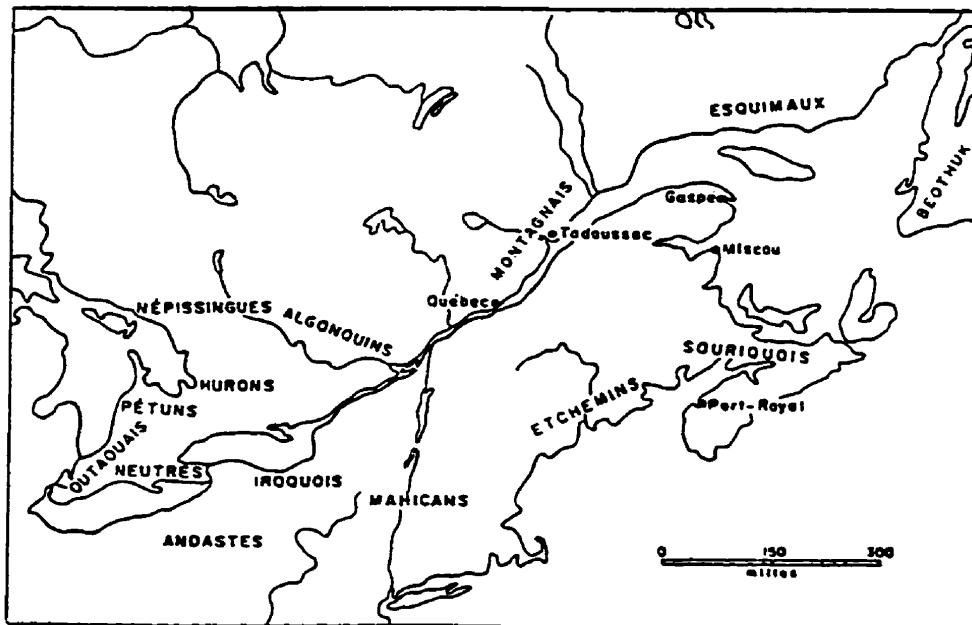 ESQUIMAUX
BEOTHUK
MONTAGNAIS
Gaspé
Tadoussac
Miscou
Québec
NÉPISSINGUES
ALGONQUINS
SOURIQUOIS
HURONS
ETCHEMINS
Port-Royal
PÉTUNS
OUTAOUAIS
NEUTRES
IROQUOIS
MAHICANS
ANDASTES
0 150 300
milles